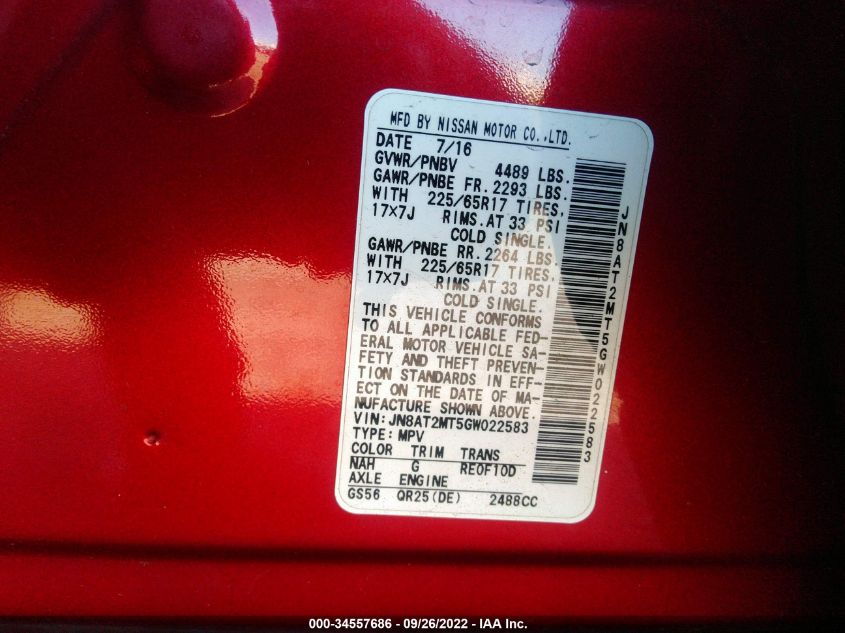 MFD BY NISSAN MOTOR CO.,LTD.
DATE 7/16
GVWR/PNBV 4489 LBS.
GAWR/PNBE FR. 2293 LBS.
WITH 225/65R17 TIRES,
17×7J RIMS.AT 33 PSI
COLD SINGLE.
GAWR/PNBE RR. 2264 LBS.
WITH 225/65R17 TIRES,
17×7J RIMS.AT 33 PSI
COLD SINGLE.
THIS VEHICLE CONFORMS
TO ALL APPLICABLE FED-
ERAL MOTOR VEHICLE SA-
FETY AND THEFT PREVEN-
TION STANDARDS IN EFF-
ECT ON THE DATE OF MA-
NUFACTURE SHOWN ABOVE.
VIN: JN8AT2MT5GW022583
TYPE: MPV
COLOR TRIM TRANS
NAH G RE0F10D
AXLE ENGINE
GS56 QR25(DE) 2488CC
JN8AT2MT5GW022583
000-34557686 - 09/26/2022 - IAA Inc.